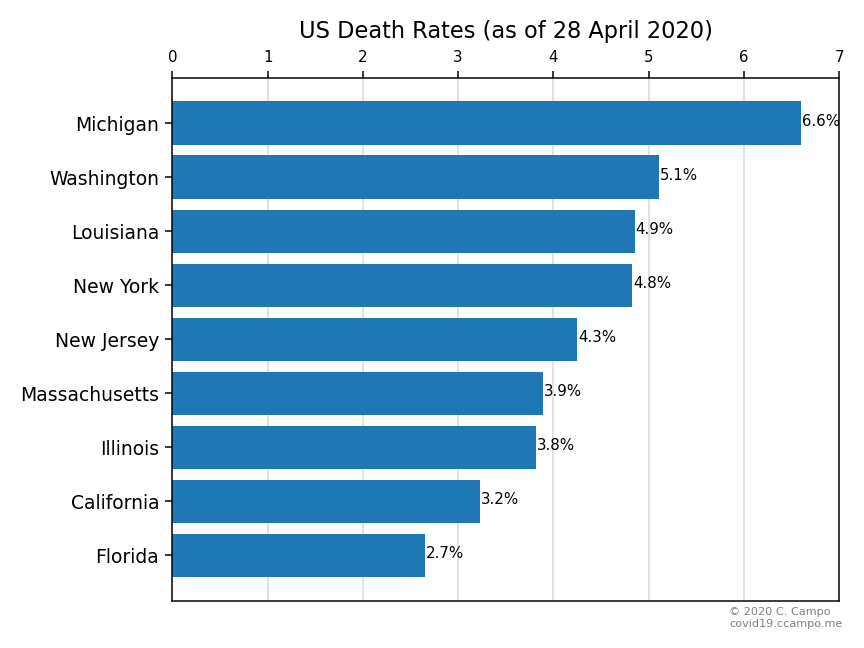 US Death Rates (as of 28 April 2020)
0 1 2 3 4 5 6 7
Michigan 6.6%
Washington 5.1%
Louisiana 4.9%
New York 4.8%
New Jersey 4.3%
Massachusetts 3.9%
Illinois 3.8%
California 3.2%
Florida 2.7%
© 2020 C. Campo
covid19.ccampo.me